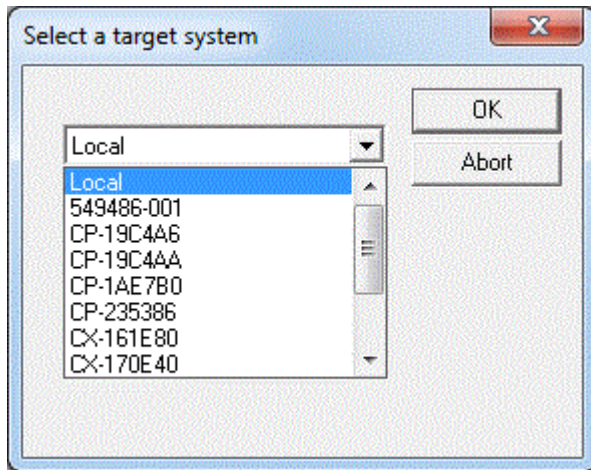 Select a target system
OK
Local
Abort
Local
549486-001
CP-19C4A6
CP-19C4AA
CP-1AE7B0
CP-235386
CX-161E80
CX-170E40